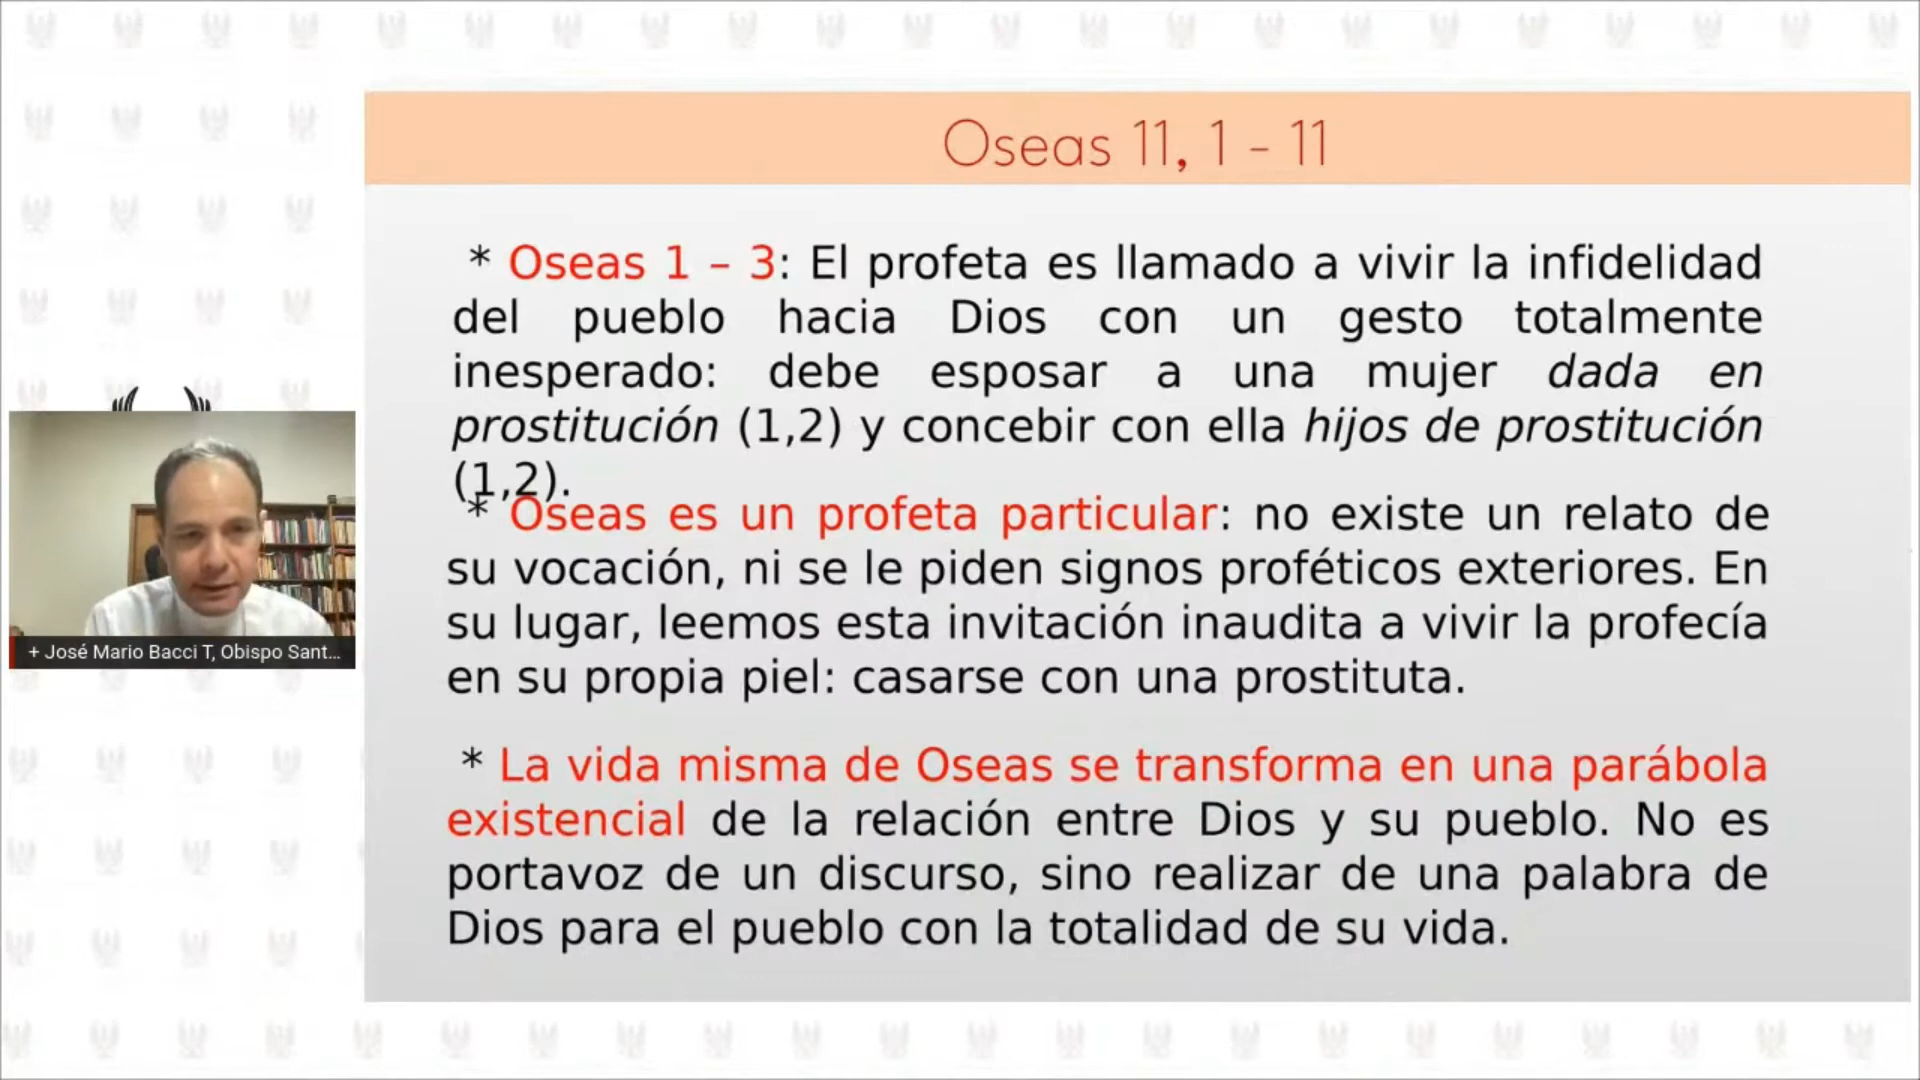 Oseas 11, 1 - 11
* Oseas 1 – 3: El profeta es llamado a vivir la infidelidad
del pueblo hacia Dios con un gesto totalmente
inesperado: debe esposar a una mujer dada en
prostitución (1,2) y concebir con ella hijos de prostitución
(1,2).
* Oseas es un profeta particular: no existe un relato de
su vocación, ni se le piden signos proféticos exteriores. En
su lugar, leemos esta invitación inaudita a vivir la profecía
en su propia piel: casarse con una prostituta.
* La vida misma de Oseas se transforma en una parábola
existencial de la relación entre Dios y su pueblo. No es
portavoz de un discurso, sino realizar de una palabra de
Dios para el pueblo con la totalidad de su vida.
+ José Mario Bacci T, Obispo Sant...